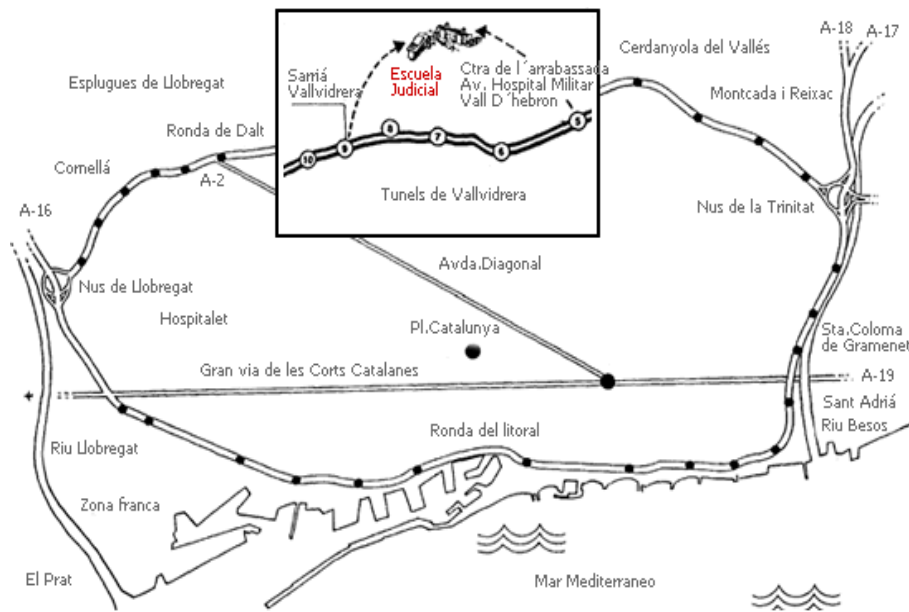 A-18
A-17
Cerdanyola del Vallés
Esplugues de Llobregat
Montcada i Reixac
Sarriá
Vallvidrera
Escuela
Judicial
Ctra de l´arrabassada
Av. Hospital Militar
Vall D´hebron
Ronda de Dalt
Cornellá
A-2
10
9
8
7
6
5
Tunels de Vallvidrera
Nus de la Trinitat
A-16
Avda.Diagonal
Nus de Llobregat
Hospitalet
Pl.Catalunya
Sta.Coloma
de Gramenet
Gran via de les Corts Catalanes
A-19
Sant Adriá
Riu Besos
Ronda del litoral
Riu Llobregat
Zona franca
El Prat
Mar Mediterraneo